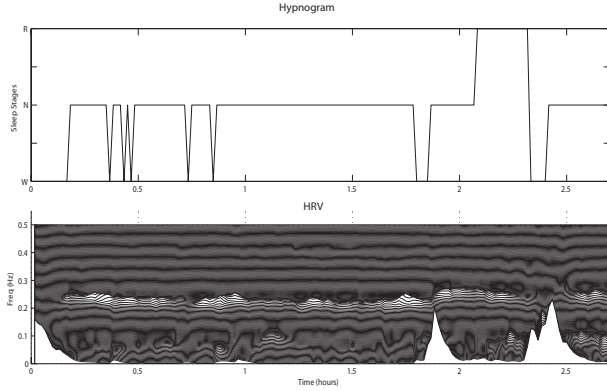 Hypnogram
R
N
W
Sleep Stages
0 0.5 1 1.5 2 2.5
HRV
0.5
0.4
0.3
0.2
0.1
0
Freq (Hz)
0 0.5 1 1.5 2 2.5
Time (hours)